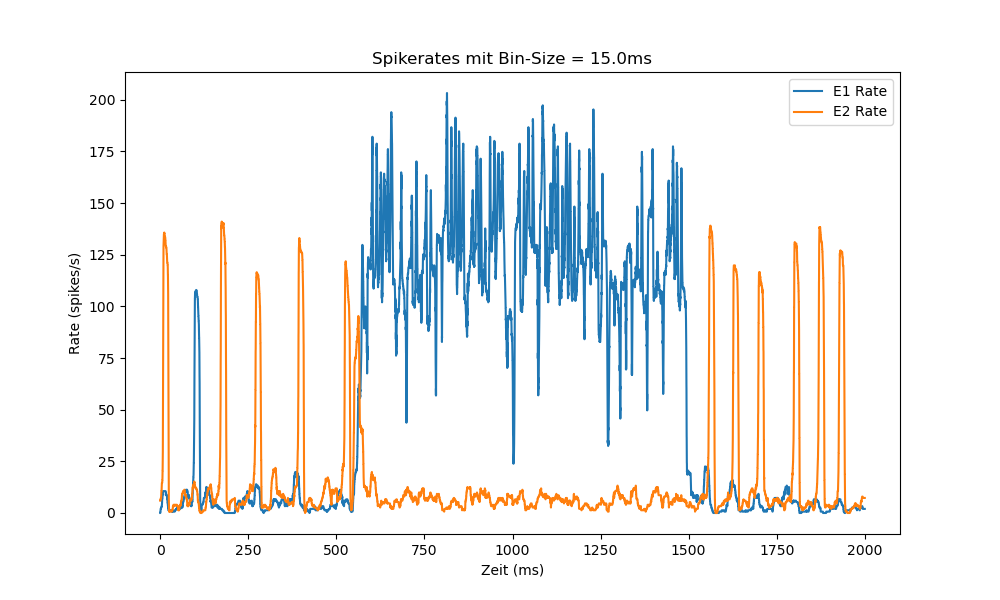 Spikerates mit Bin-Size = 15.0ms
E1 Rate
E2 Rate
200
175
150
125
100
75
50
25
0
Rate (spikes/s)
0 250 500 750 1000 1250 1500 1750 2000
Zeit (ms)